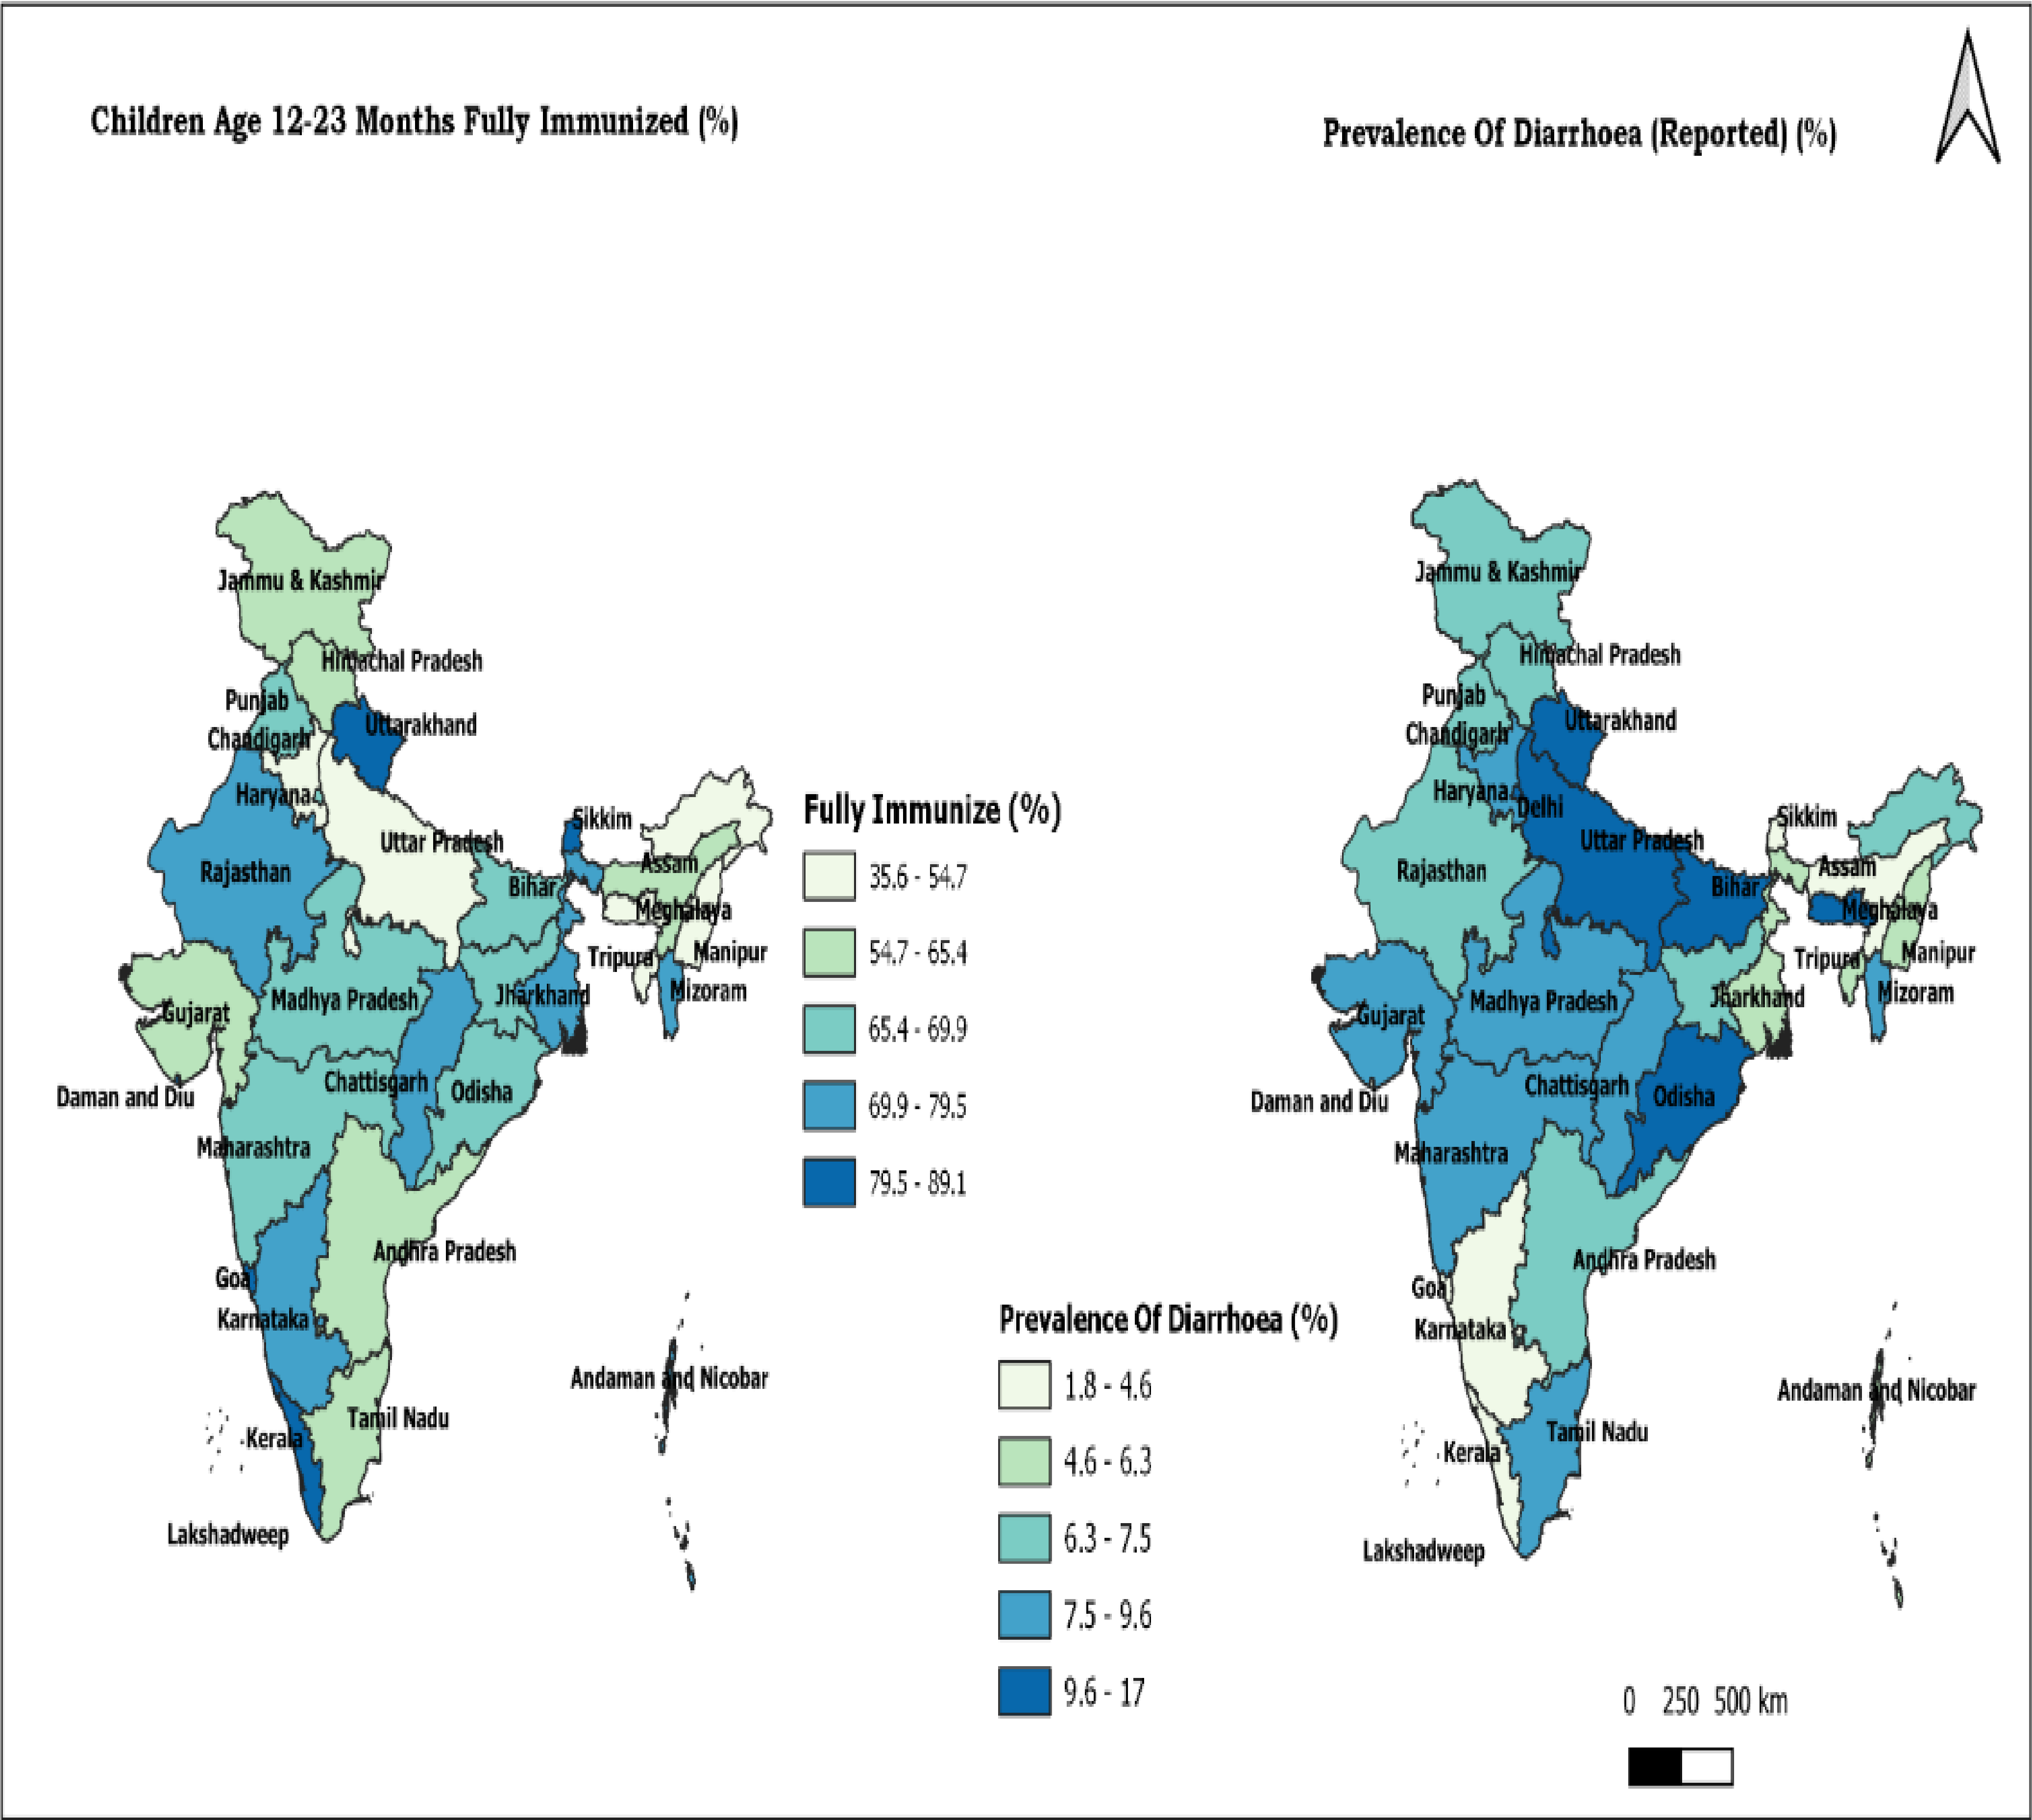 Children Age 12-23 Months Fully Immunized (%)
Prevalence Of Diarrhoea (Reported) (%)
Jammu & Kashmir
Himachal Pradesh
Punjab
Uttarakhand
Chandigarh
Haryana
Uttar Pradesh
Sikkim
Rajasthan
Assam
Bihar
Meghalaya
Tripura
Manipur
Mizoram
Gujarat
Madhya Pradesh
Jharkhand
Daman and Diu
Chattisgarh
Odisha
Maharashtra
Andhra Pradesh
Goa
Karnataka
Andaman and Nicobar
Tamil Nadu
Kerala
Lakshadweep
Fully Immunize (%)
35.6 - 54.7
54.7 - 65.4
65.4 - 69.9
69.9 - 79.5
79.5 - 89.1
Prevalence Of Diarrhoea (%)
1.8 - 4.6
4.6 - 6.3
6.3 - 7.5
7.5 - 9.6
9.6 - 17
Jammu & Kashmir
Himachal Pradesh
Punjab
Uttarakhand
Chandigarh
Haryana
Delhi
Uttar Pradesh
Sikkim
Rajasthan
Assam
Bihar
Meghalaya
Tripura
Manipur
Mizoram
Gujarat
Madhya Pradesh
Jharkhand
Daman and Diu
Chattisgarh
Odisha
Maharashtra
Andhra Pradesh
Goa
Karnataka
Andaman and Nicobar
Tamil Nadu
Kerala
Lakshadweep
0 250 500 km